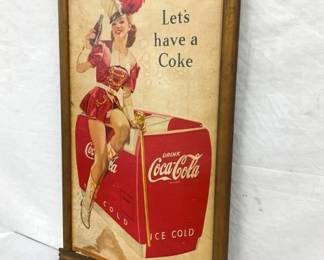 Let's
have a
Coke
DRINK
Coca-Cola
Coca-Cola
COLD
ICE COLD